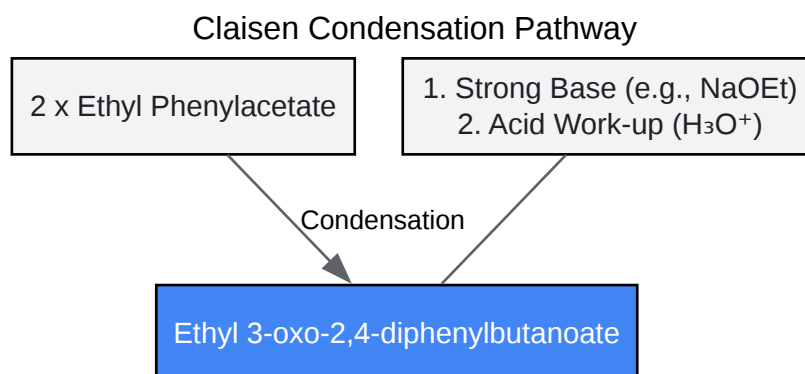 Claisen Condensation Pathway
2 x Ethyl Phenylacetate
1. Strong Base (e.g., NaOEt)
2. Acid Work-up (H₃O⁺)
Condensation
Ethyl 3-oxo-2,4-diphenylbutanoate